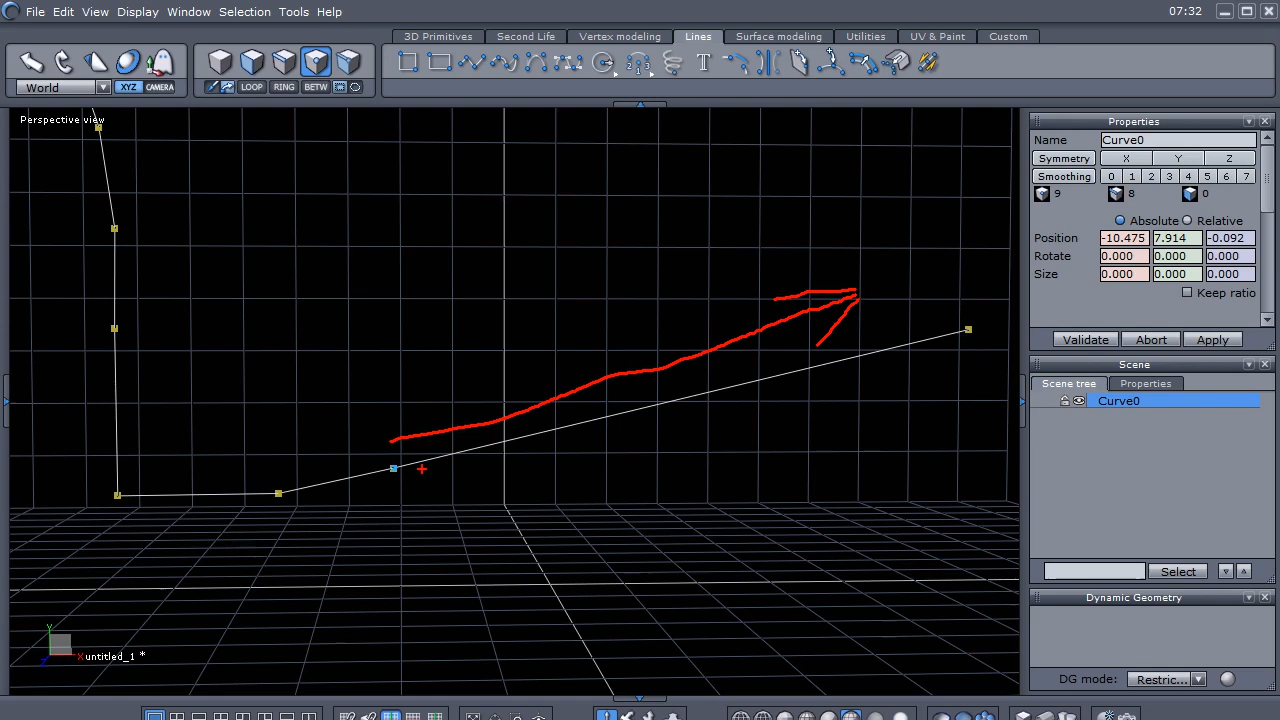 File Edit View Display Window Selection Tools Help 07:32
3D Primitives Second Life Vertex modeling Lines Surface modeling Utilities UV & Paint Custom
World XYZ CAMERA LOOP RING BETW
1 2 3 T
Perspective view
Properties
Name Curve0
Symmetry X Y Z
Smoothing 0 1 2 3 4 5 6 7
9 8 0
Absolute Relative
Position -10.475 7.914 -0.092
Rotate 0.000 0.000 0.000
Size 0.000 0.000 0.000
Keep ratio
Validate Abort Apply
Scene
Scene tree Properties
Curve0
Select
Dynamic Geometry
DG mode: Restric...
Y
Z X untitled_1 *